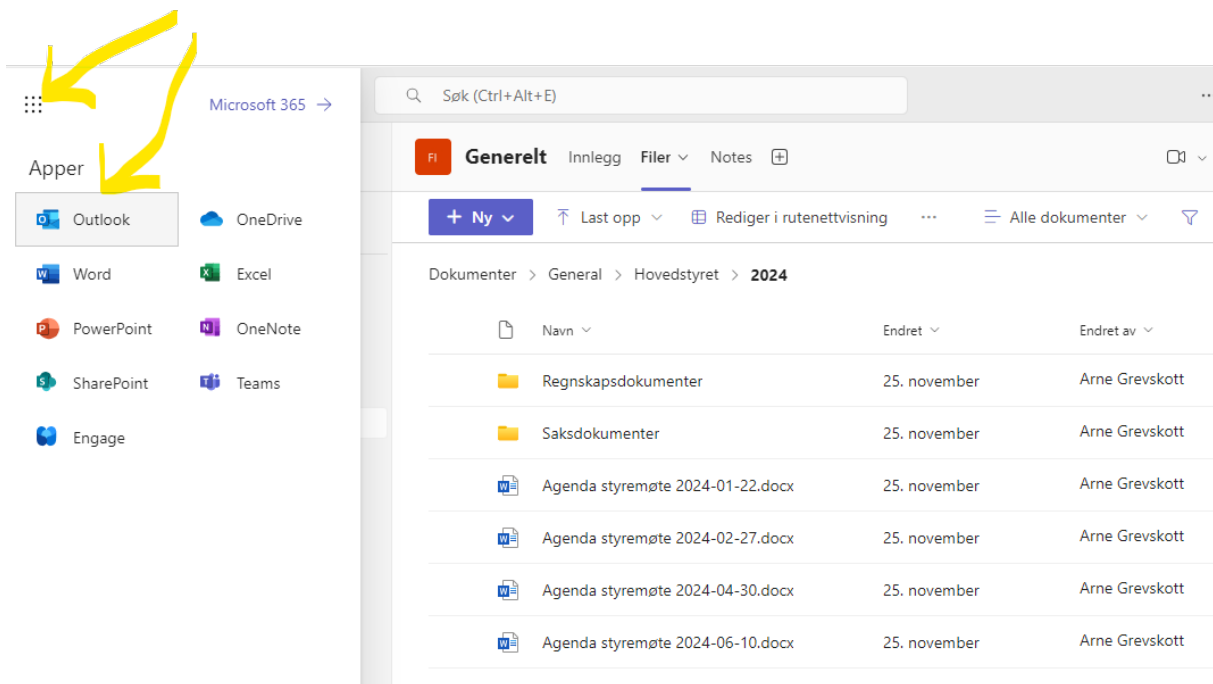 Microsoft 365 →
Søk (Ctrl+Alt+E)
Apper
Outlook
OneDrive
Word
Excel
PowerPoint
OneNote
SharePoint
Teams
Engage
FI Generelt Innlegg Filer Notes
+ Ny Last opp Rediger i rutenettvisning ... Alle dokumenter
Dokumenter > General > Hovedstyret > 2024
Navn Endret Endret av
Regnskapsdokumenter 25. november Arne Grevskott
Saksdokumenter 25. november Arne Grevskott
Agenda styremøte 2024-01-22.docx 25. november Arne Grevskott
Agenda styremøte 2024-02-27.docx 25. november Arne Grevskott
Agenda styremøte 2024-04-30.docx 25. november Arne Grevskott
Agenda styremøte 2024-06-10.docx 25. november Arne Grevskott